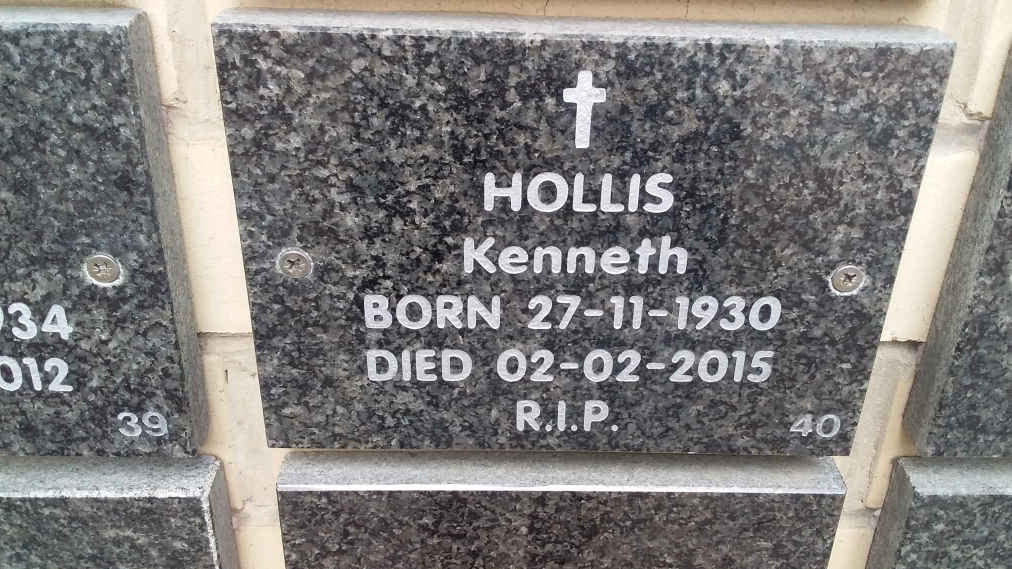 HOLLIS
Kenneth
BORN 27-11-1930
DIED 02-02-2015
R.I.P.
40
34
012
39